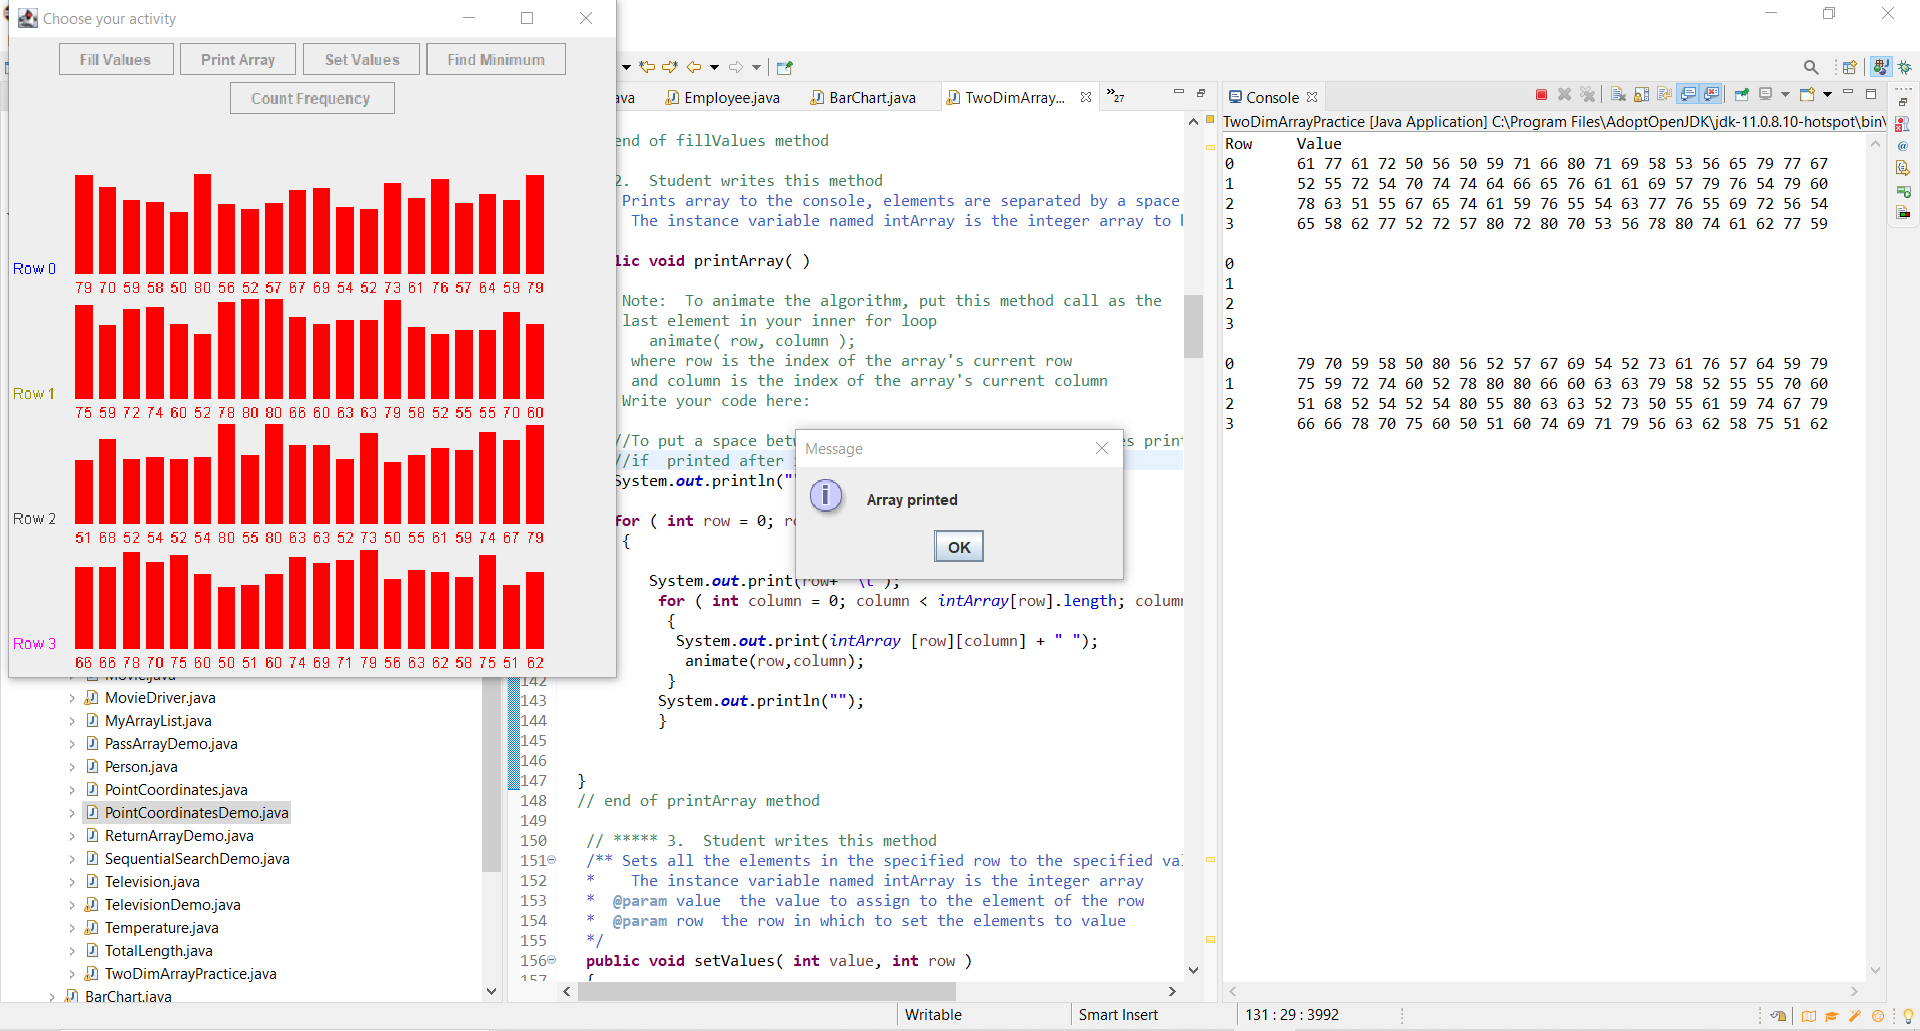 Choose your activity
Fill Values
Print Array
Set Values
Find Minimum
Count Frequency
Row 0
79 70 59 58 50 80 56 52 57 67 69 54 52 73 61 76 57 64 59 79
Row 1
75 59 72 74 60 52 78 80 80 66 60 63 63 79 58 52 55 55 70 60
Row 2
51 68 52 54 52 54 80 55 80 63 63 52 73 50 55 61 59 74 67 79
Row 3
66 66 78 70 75 60 50 51 60 74 69 71 79 56 63 62 58 75 51 62
MovieDriver.java
MyArrayList.java
PassArrayDemo.java
Person.java
PointCoordinates.java
PointCoordinatesDemo.java
ReturnArrayDemo.java
SequentialSearchDemo.java
Television.java
TelevisionDemo.java
Temperature.java
TotalLength.java
TwoDimArrayPractice.java
BarChart.java
ava
Employee.java
BarChart.java
TwoDimArray...
»27
end of fillValues method
2.  Student writes this method
Prints array to the console, elements are separated by a space
The instance variable named intArray is the integer array to
lic void printArray( )
Note:  To animate the algorithm, put this method call as the
last element in your inner for loop
animate( row, column );
where row is the index of the array's current row
and column is the index of the array's current column
Write your code here:
//To put a space
//if  printed after
System.out.println(""
for ( int row = 0;
{
System.out.print(row+
for ( int column = 0; column < intArray[row].length;
{
System.out.print(intArray [row][column] + " ");
animate(row,column);
142 }
143 System.out.println("");
144 }
145
146
147 }
148 // end of printArray method
149
150 // ***** 3.  Student writes this method
151 /** Sets all the elements in the specified row to the specified
152 *    The instance variable named intArray is the integer array
153 *  @param value  the value to assign to the element of the row
154 *  @param row  the row in which to set the elements to value
155 */
156 public void setValues( int value, int row )
157 {
Message
Array printed
OK
Console
TwoDimArrayPractice [Java Application] C:\Program Files\AdoptOpenJDK\jdk-11.0.8.10-hotspot\bin\
Row Value
0 61 77 61 72 50 56 50 59 71 66 80 71 69 58 53 56 65 79 77 67
1 52 55 72 54 70 74 74 64 66 65 76 61 61 69 57 79 76 54 79 60
2 78 63 51 55 67 65 74 61 59 76 55 54 63 77 76 55 69 72 56 54
3 65 58 62 77 52 72 57 80 72 80 70 53 56 78 80 74 61 62 77 59
0
1
2
3
0 79 70 59 58 50 80 56 52 57 67 69 54 52 73 61 76 57 64 59 79
1 75 59 72 74 60 52 78 80 80 66 60 63 63 79 58 52 55 55 70 60
2 51 68 52 54 52 54 80 55 80 63 63 52 73 50 55 61 59 74 67 79
3 66 66 78 70 75 60 50 51 60 74 69 71 79 56 63 62 58 75 51 62
Writable
Smart Insert
131 : 29 : 3992